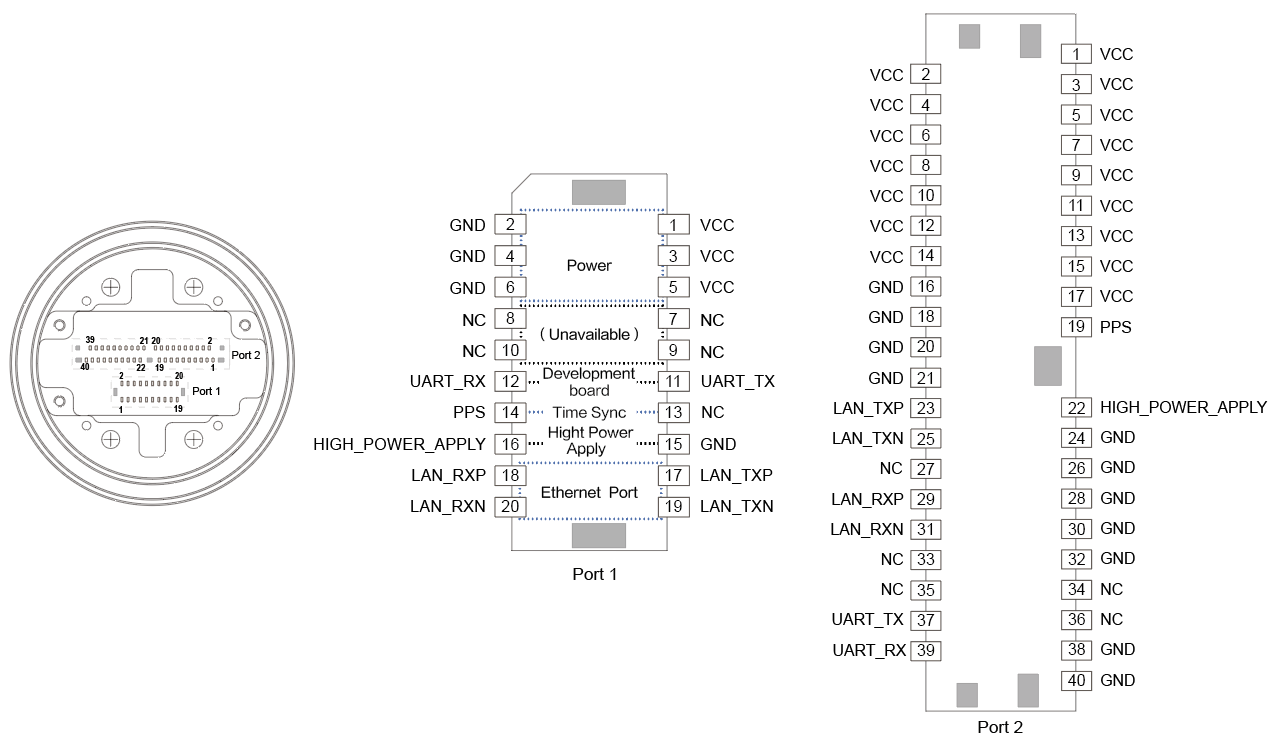 39 21 20 2
Port 2
40 22 19 1
2 20
Port 1
1 19
GND 2 1 VCC
GND 4 3 VCC
Power
GND 6 5 VCC
NC 8 7 NC
( Unavailable )
NC 10 9 NC
UART_RX 12 Development 11 UART_TX
board
PPS 14 Time Sync 13 NC
Hight Power
HIGH_POWER_APPLY 16 15 GND
Apply
LAN_RXP 18 17 LAN_TXP
Ethernet Port
LAN_RXN 20 19 LAN_TXN
Port 1
1 VCC
VCC 2
3 VCC
VCC 4
5 VCC
VCC 6
7 VCC
VCC 8
9 VCC
VCC 10
11 VCC
VCC 12
13 VCC
VCC 14
15 VCC
GND 16
17 VCC
GND 18
19 PPS
GND 20
GND 21
LAN_TXP 23 22 HIGH_POWER_APPLY
LAN_TXN 25 24 GND
NC 27 26 GND
LAN_RXP 29 28 GND
LAN_RXN 31 30 GND
NC 33 32 GND
NC 35 34 NC
UART_TX 37 36 NC
UART_RX 39 38 GND
40 GND
Port 2